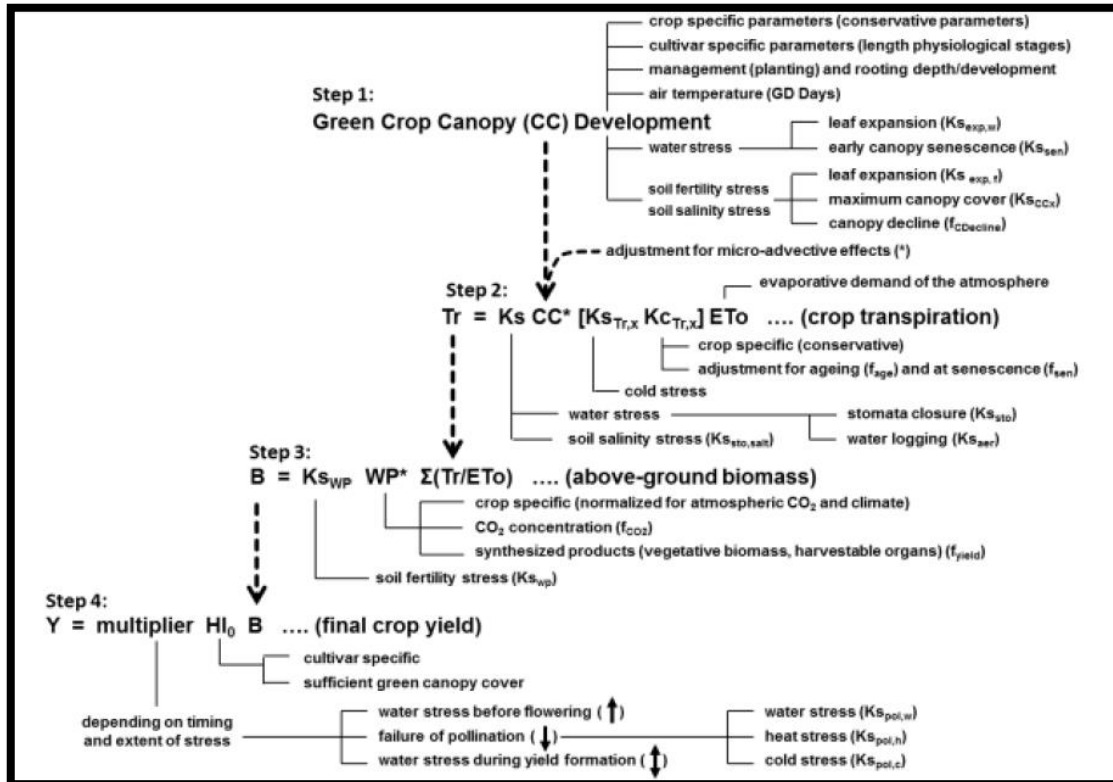 crop specific parameters (conservative parameters)
cultivar specific parameters (length physiological stages)
management (planting) and rooting depth/development
air temperature (GD Days)
Step 1:
Green Crop Canopy (CC) Development
water stress
leaf expansion (Ks_exp,w)
early canopy senescence (Ks_sen)
soil fertility stress
soil salinity stress
leaf expansion (Ks_exp,f)
maximum canopy cover (Ks_CCx)
canopy decline (f_CDecline)
adjustment for micro-advective effects (*)
evaporative demand of the atmosphere
Step 2:
Tr = Ks CC* [Ks_Tr,x Kc_Tr,x] ETo .... (crop transpiration)
crop specific (conservative)
adjustment for ageing (f_age) and at senescence (f_sen)
cold stress
water stress
stomata closure (Ks_sto)
soil salinity stress (Ks_sto,salt)
water logging (Ks_aer)
Step 3:
B = Ks_WP WP* Σ(Tr/ETo) .... (above-ground biomass)
crop specific (normalized for atmospheric CO₂ and climate)
CO₂ concentration (f_CO2)
synthesized products (vegetative biomass, harvestable organs) (f_yield)
soil fertility stress (Ks_wp)
Step 4:
Y = multiplier HI₀ B .... (final crop yield)
cultivar specific
sufficient green canopy cover
depending on timing
and extent of stress
water stress before flowering (↑)
failure of pollination (↓)
water stress during yield formation (↕)
water stress (Ks_pol,w)
heat stress (Ks_pol,h)
cold stress (Ks_pol,c)